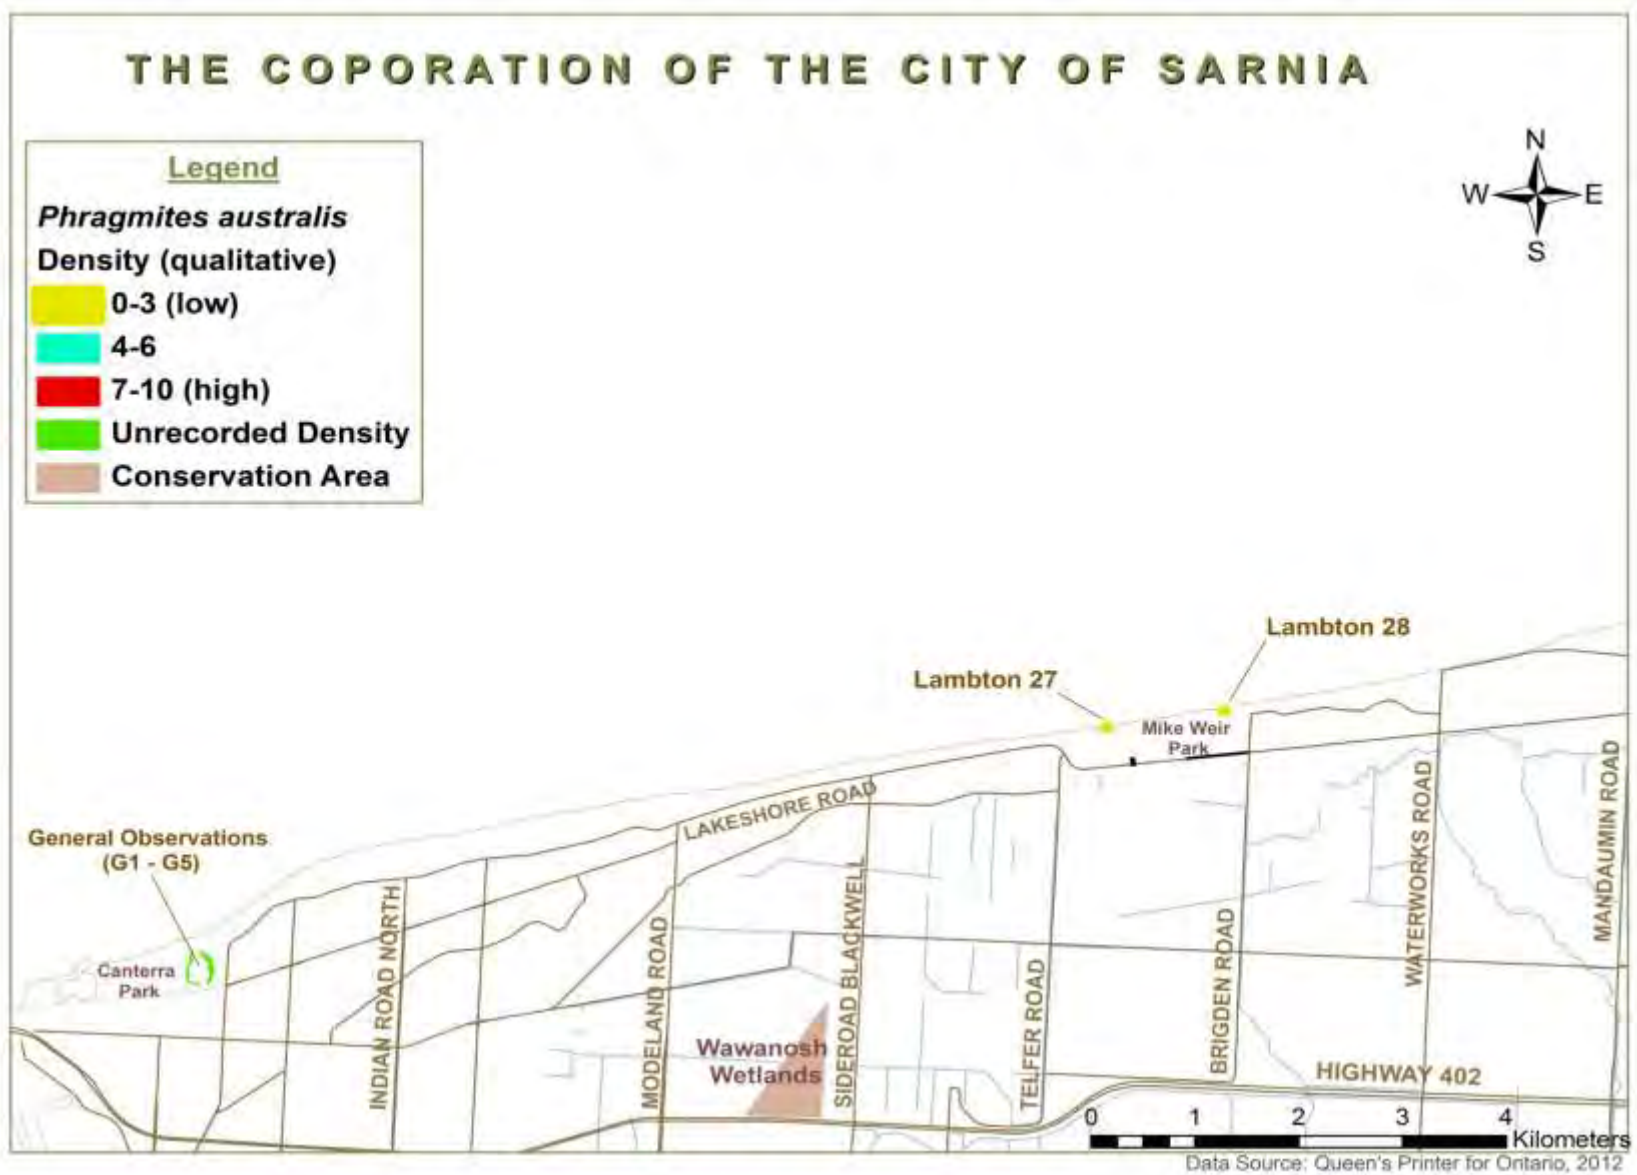 THE COPORATION OF THE CITY OF SARNIA
N
W E
S
Legend
Phragmites australis
Density (qualitative)
0-3 (low)
4-6
7-10 (high)
Unrecorded Density
Conservation Area
Lambton 28
Lambton 27
Mike Weir
Park
LAKESHORE ROAD
General Observations
(G1 - G5)
Canterra
Park
INDIAN ROAD NORTH
MODELAND ROAD
SIDEROAD BLACKWELL
TELFER ROAD
BRIGDEN ROAD
WATERWORKS ROAD
MANDAUMIN ROAD
Wawanosh
Wetlands
HIGHWAY 402
0 1 2 3 4
Kilometers
Data Source: Queen's Printer for Ontario, 2012